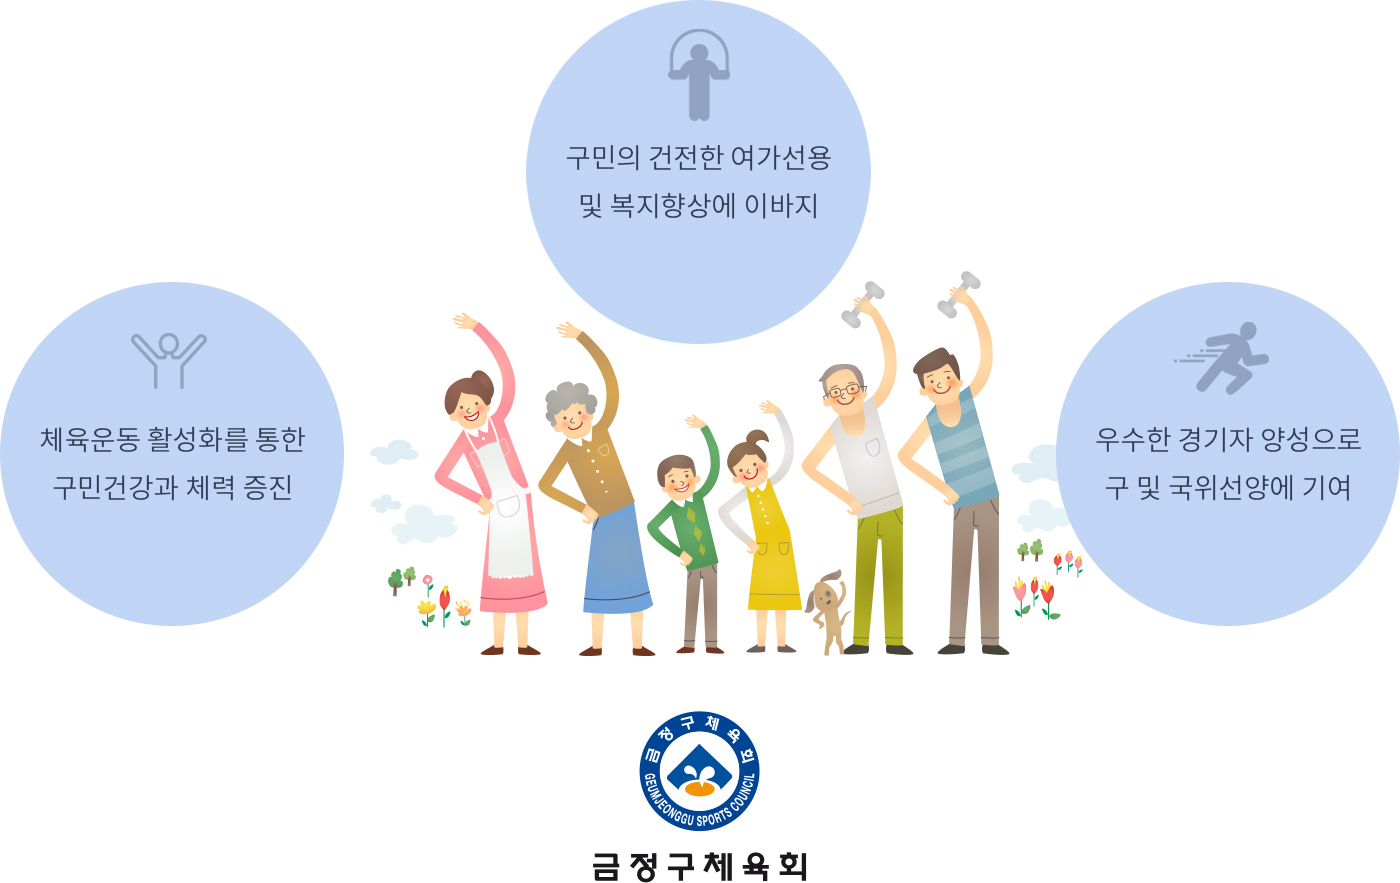 구민의 건전한 여가선용
및 복지향상에 이바지
체육운동 활성화를 통한
구민건강과 체력 증진
우수한 경기자 양성으로
구 및 국위선양에 기여
금정구체육회
GEUMJEONGGU SPORTS COUNCIL
금정구체육회